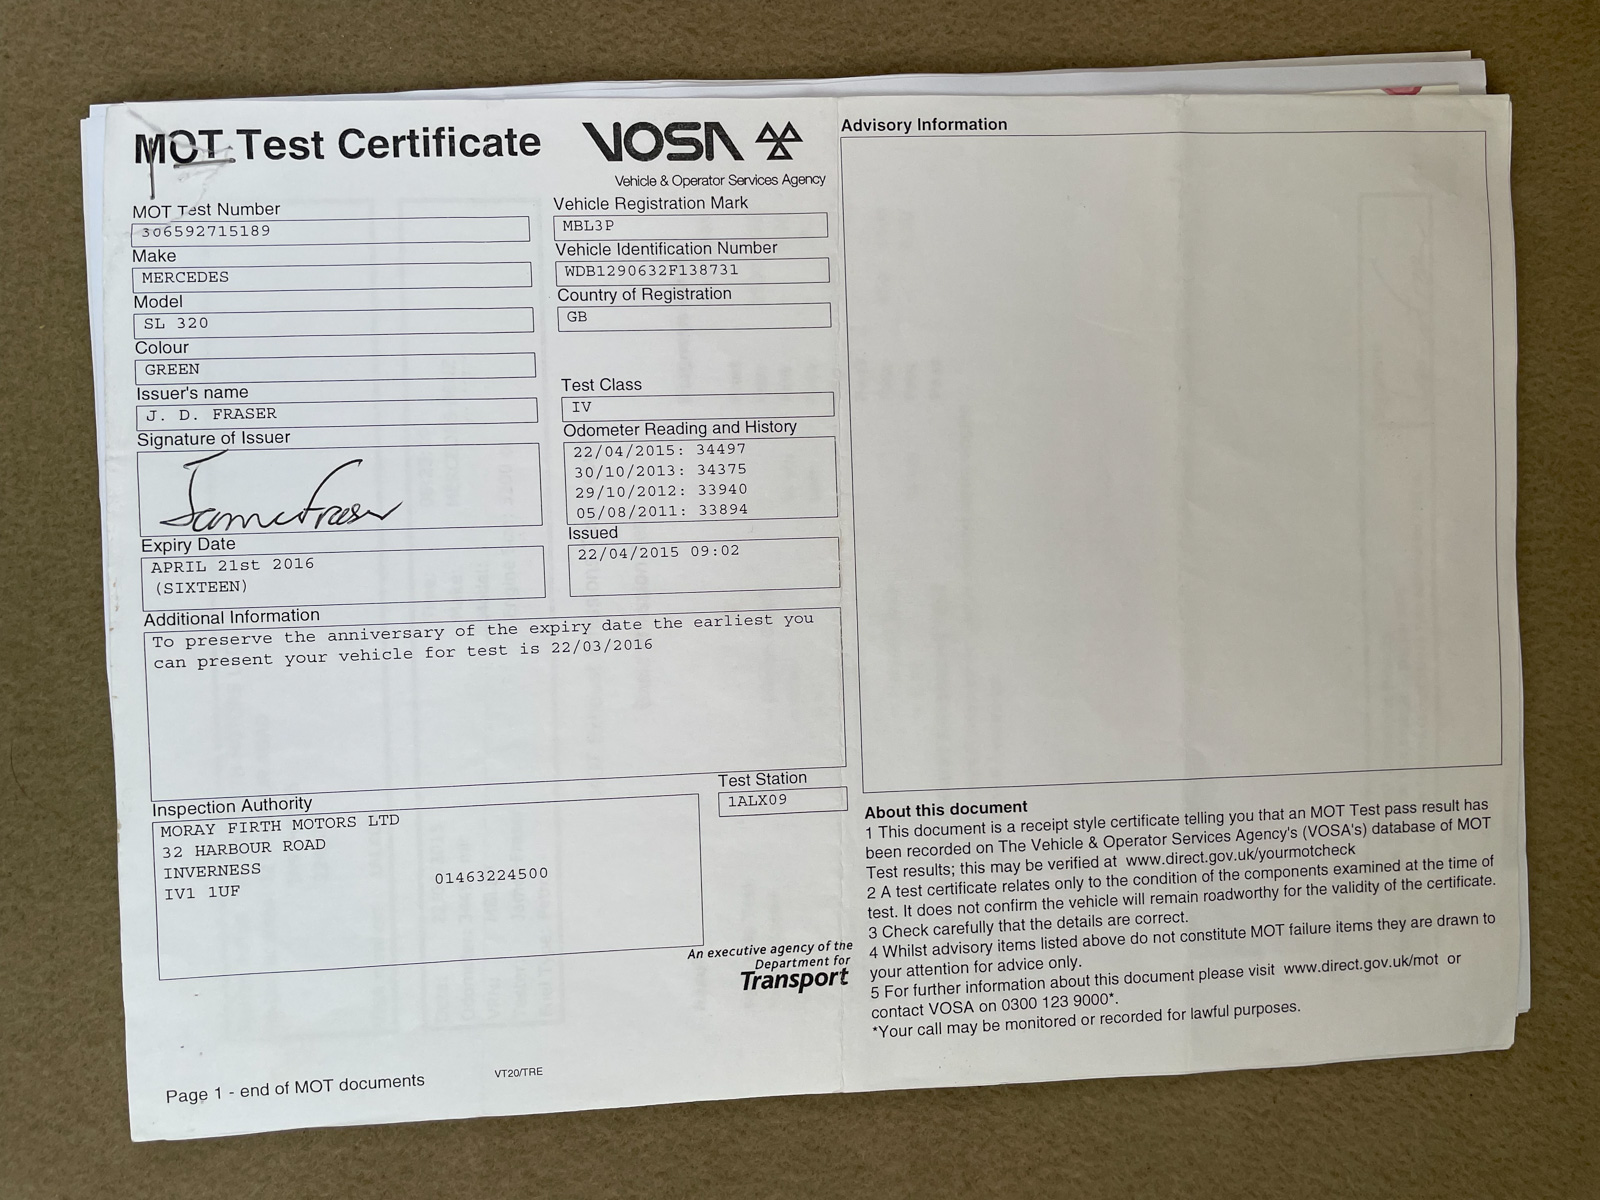 MOT Test Certificate
VOSA
Vehicle & Operator Services Agency
MOT Test Number
306592715189
Make
MERCEDES
Model
SL 320
Colour
GREEN
Issuer's name
J. D. FRASER
Signature of Issuer
James Fraser
Expiry Date
APRIL 21st 2016
(SIXTEEN)
Vehicle Registration Mark
MBL3P
Vehicle Identification Number
WDB1290632F138731
Country of Registration
GB
Test Class
IV
Odometer Reading and History
22/04/2015: 34497
30/10/2013: 34375
29/10/2012: 33940
05/08/2011: 33894
Issued
22/04/2015 09:02
Additional Information
To preserve the anniversary of the expiry date the earliest you
can present your vehicle for test is 22/03/2016
Test Station
1ALX09
Inspection Authority
MORAY FIRTH MOTORS LTD
32 HARBOUR ROAD
INVERNESS
IV1 1UF
01463224500
An executive agency of the
Department for
Transport
Page 1 - end of MOT documents
VT20/TRE
Advisory Information
About this document
1 This document is a receipt style certificate telling you that an MOT Test pass result has
been recorded on The Vehicle & Operator Services Agency's (VOSA's) database of MOT
Test results; this may be verified at www.direct.gov.uk/yourmotcheck
2 A test certificate relates only to the condition of the components examined at the time of
test. It does not confirm the vehicle will remain roadworthy for the validity of the certificate.
3 Check carefully that the details are correct.
4 Whilst advisory items listed above do not constitute MOT failure items they are drawn to
your attention for advice only.
5 For further information about this document please visit www.direct.gov.uk/mot or
contact VOSA on 0300 123 9000*.
*Your call may be monitored or recorded for lawful purposes.